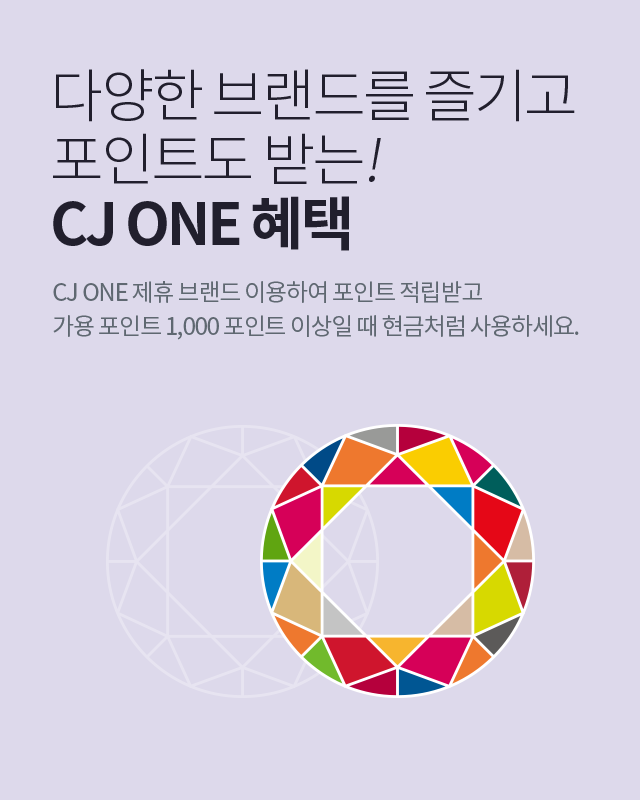 다양한 브랜드를 즐기고
포인트도 받는!
CJ ONE 혜택
CJ ONE 제휴 브랜드 이용하여 포인트 적립받고
가용 포인트 1,000 포인트 이상일 때 현금처럼 사용하세요.